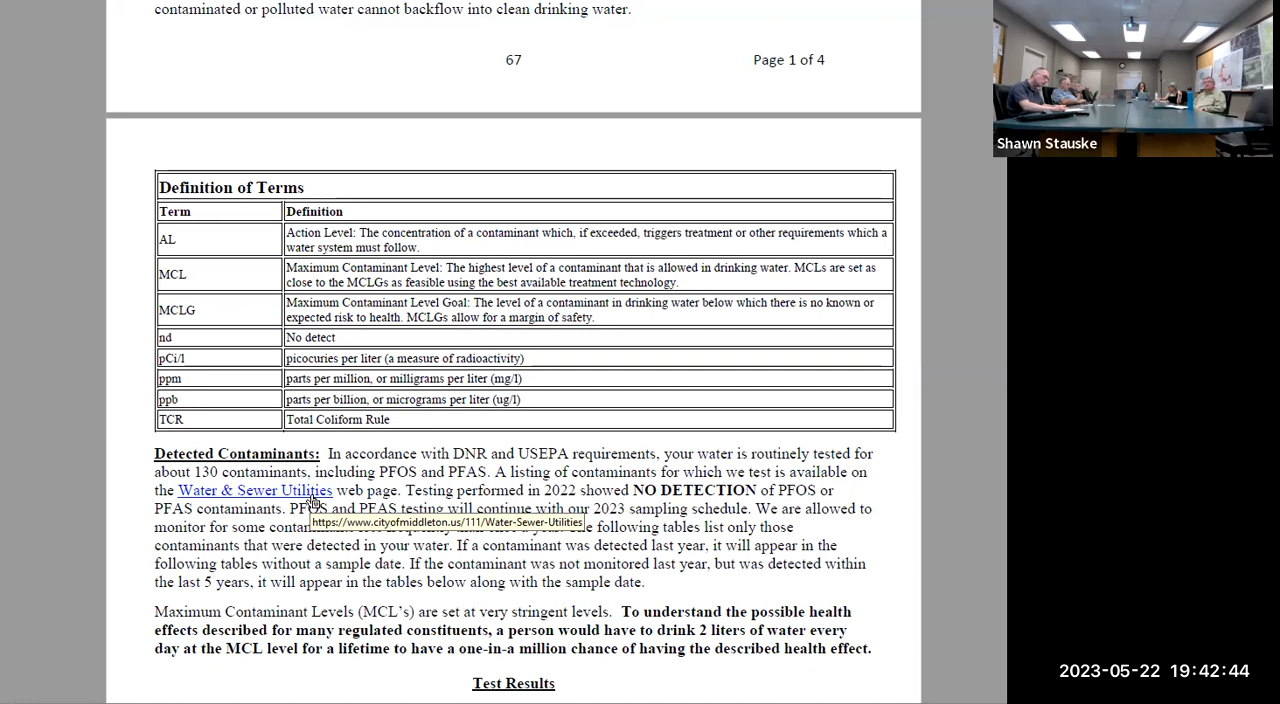 contaminated or polluted water cannot backflow into clean drinking water.
67 Page 1 of 4
Shawn Stauske
Definition of Terms
Term Definition
AL Action Level: The concentration of a contaminant which, if exceeded, triggers treatment or other requirements which a
water system must follow.
MCL Maximum Contaminant Level: The highest level of a contaminant that is allowed in drinking water. MCLs are set as
close to the MCLGs as feasible using the best available treatment technology.
MCLG Maximum Contaminant Level Goal: The level of a contaminant in drinking water below which there is no known or
expected risk to health. MCLGs allow for a margin of safety.
nd No detect
pCi/l picocuries per liter (a measure of radioactivity)
ppm parts per million, or milligrams per liter (mg/l)
ppb parts per billion, or micrograms per liter (ug/l)
TCR Total Coliform Rule
Detected Contaminants: In accordance with DNR and USEPA requirements, your water is routinely tested for
about 130 contaminants, including PFOS and PFAS. A listing of contaminants for which we test is available on
the Water & Sewer Utilities web page. Testing performed in 2022 showed NO DETECTION of PFOS or
PFAS contaminants. PFOS and PFAS testing will continue with our 2023 sampling schedule. We are allowed to
https://www.cityofmiddleton.us/111/Water-Sewer-Utilities
monitor for some following tables list only those
contaminants that were detected in your water. If a contaminant was detected last year, it will appear in the
following tables without a sample date. If the contaminant was not monitored last year, but was detected within
the last 5 years, it will appear in the tables below along with the sample date.
Maximum Contaminant Levels (MCL's) are set at very stringent levels. To understand the possible health
effects described for many regulated constituents, a person would have to drink 2 liters of water every
day at the MCL level for a lifetime to have a one-in-a million chance of having the described health effect.
Test Results
2023-05-22 19:42:44